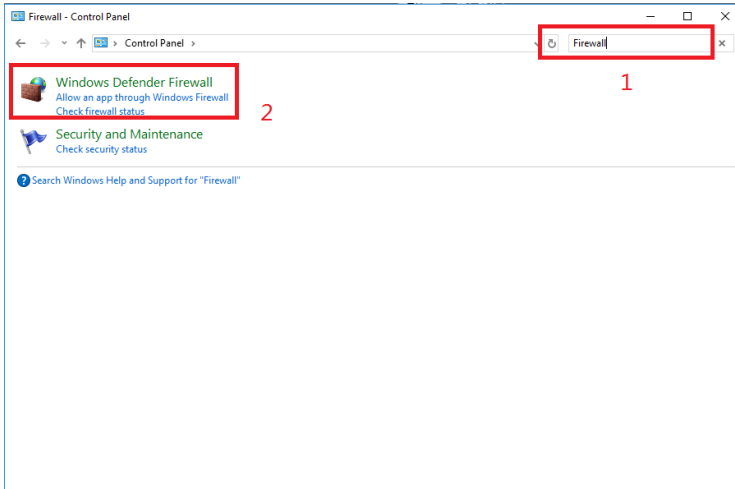 Firewall - Control Panel
Control Panel
Firewall
1
Windows Defender Firewall
Allow an app through Windows Firewall
Check firewall status
2
Security and Maintenance
Check security status
Search Windows Help and Support for "Firewall"